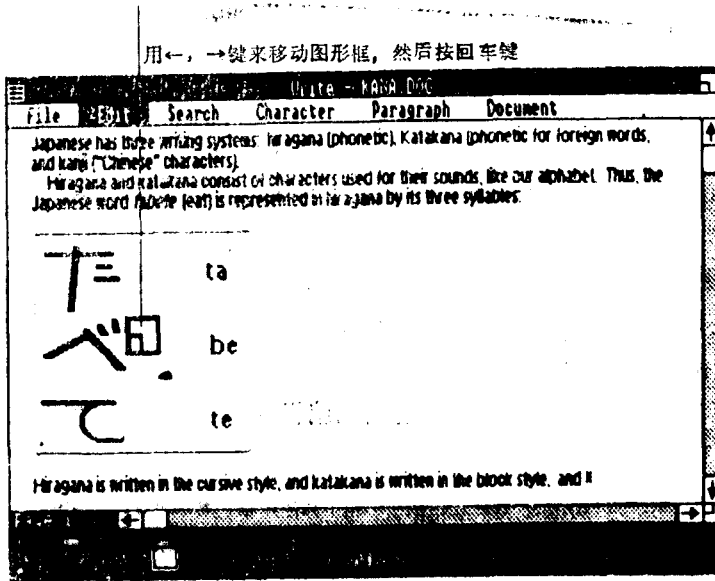 用←,→键来移动图形框,然后按回车键
Write - KANA.DOC
File Edit Search Character Paragraph Document
Japanese has three writing systems: hiragana (phonetic), Katakana (phonetic for foreign words,
and kanji ("Chinese" characters).
Hiragana and katakana consist of characters used for their sounds, like our alphabet. Thus, the
Japanese word tabete (eat) is represented in hiragana by its three syllables:
た ta
べ be
て te
Hiragana is written in the cursive style, and katakana is written in the block style, and